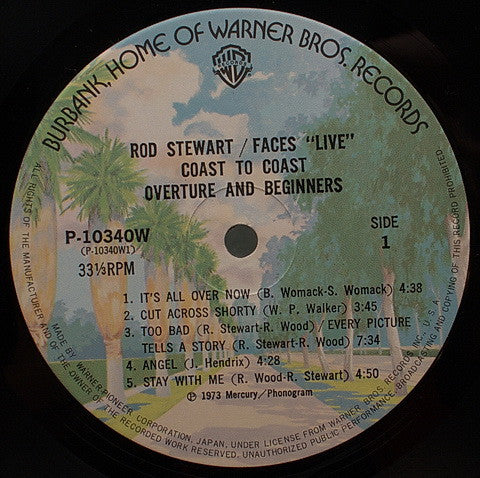 BURBANK, HOME OF WARNER BROS. RECORDS
ROD STEWART / FACES "LIVE"
COAST TO COAST
OVERTURE AND BEGINNERS
P-10340W
(P-10340W1)
33⅓RPM
SIDE
1
1. IT'S ALL OVER NOW (B. Womack-S. Womack) 4:38
2. CUT ACROSS SHORTY (W. P. Walker) 3:45
3. TOO BAD (R. Stewart-R. Wood) / EVERY PICTURE
TELLS A STORY (R. Stewart-R. Wood) 7:34
4. ANGEL (J. Hendrix) 4:28
5. STAY WITH ME (R. Wood-R. Stewart) 4:50
℗ 1973 Mercury/Phonogram
MADE BY WARNER-PIONEER CORPORATION, JAPAN, UNDER LICENSE FROM WARNER BROS. RECORDS INC., U.S.A.
ALL RIGHTS OF THE MANUFACTURER AND OF THE OWNER OF THE RECORDED WORK RESERVED. UNAUTHORIZED PUBLIC PERFORMANCE, BROADCASTING AND COPYING OF THIS RECORD PROHIBITED.